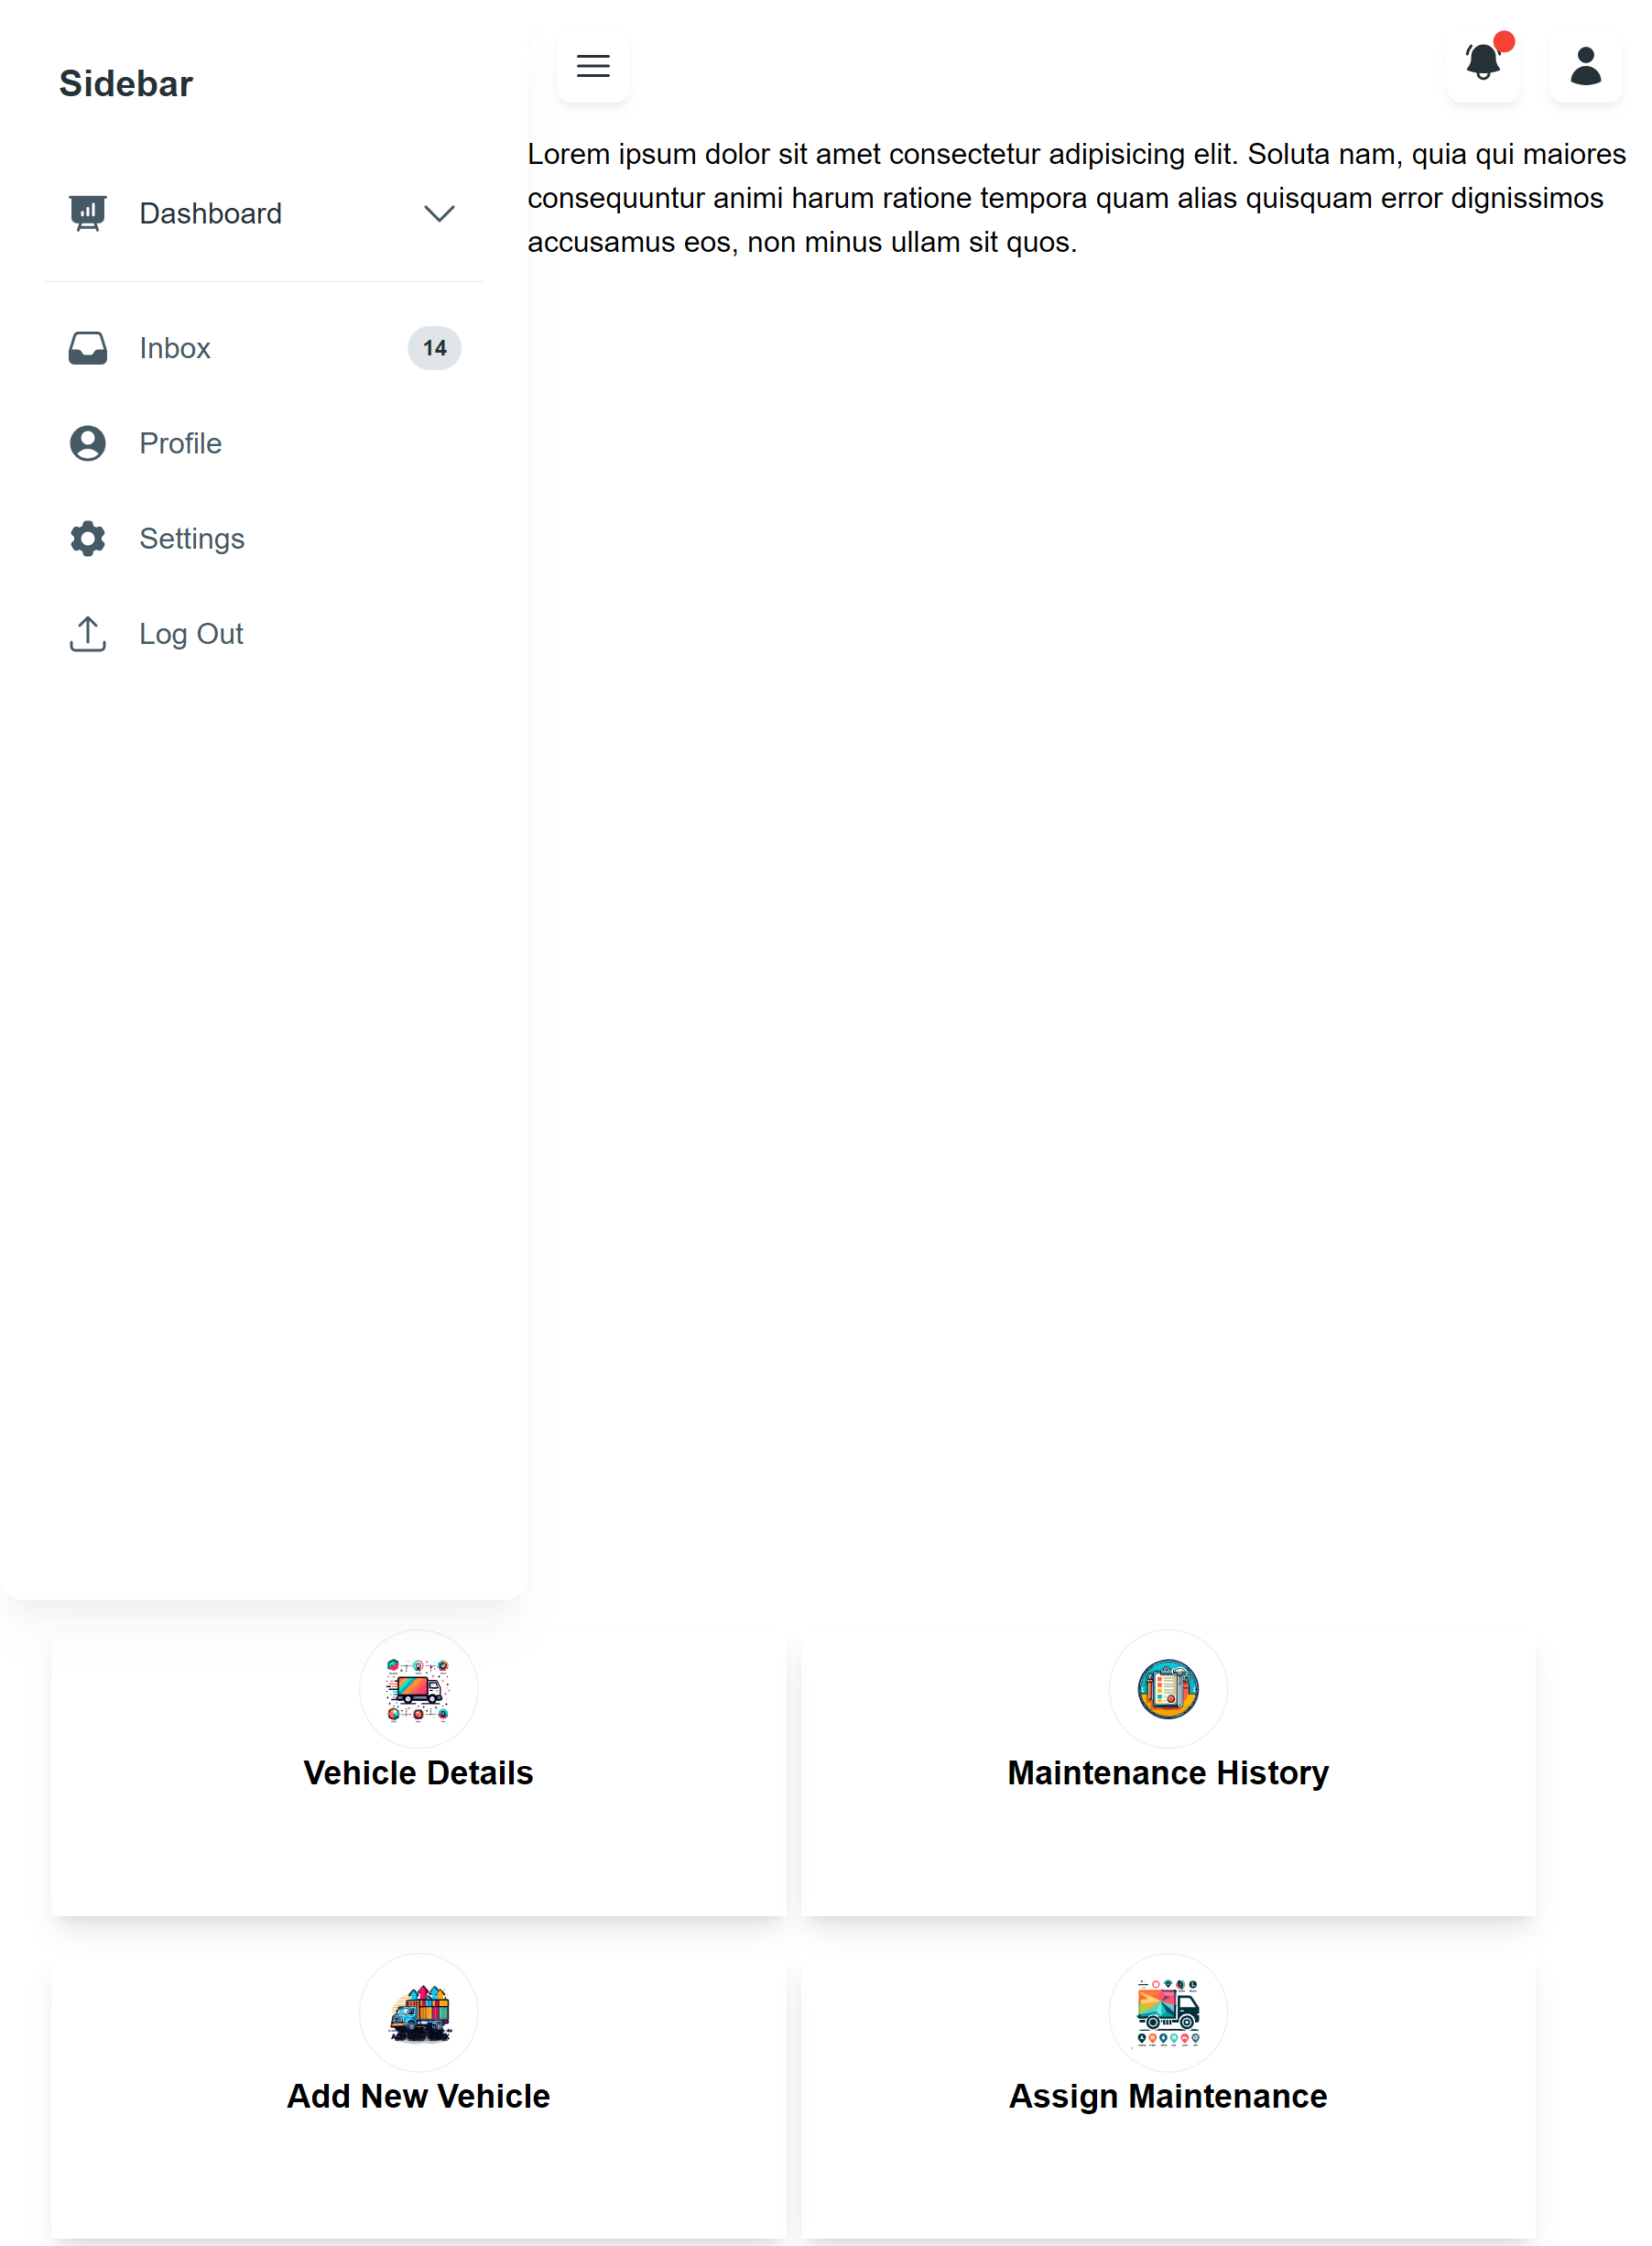 Sidebar
Dashboard
Inbox
14
Profile
Settings
Log Out
Lorem ipsum dolor sit amet consectetur adipisicing elit. Soluta nam, quia qui maiores
consequuntur animi harum ratione tempora quam alias quisquam error dignissimos
accusamus eos, non minus ullam sit quos.
Vehicle Details
Maintenance History
Add New Vehicle
Assign Maintenance